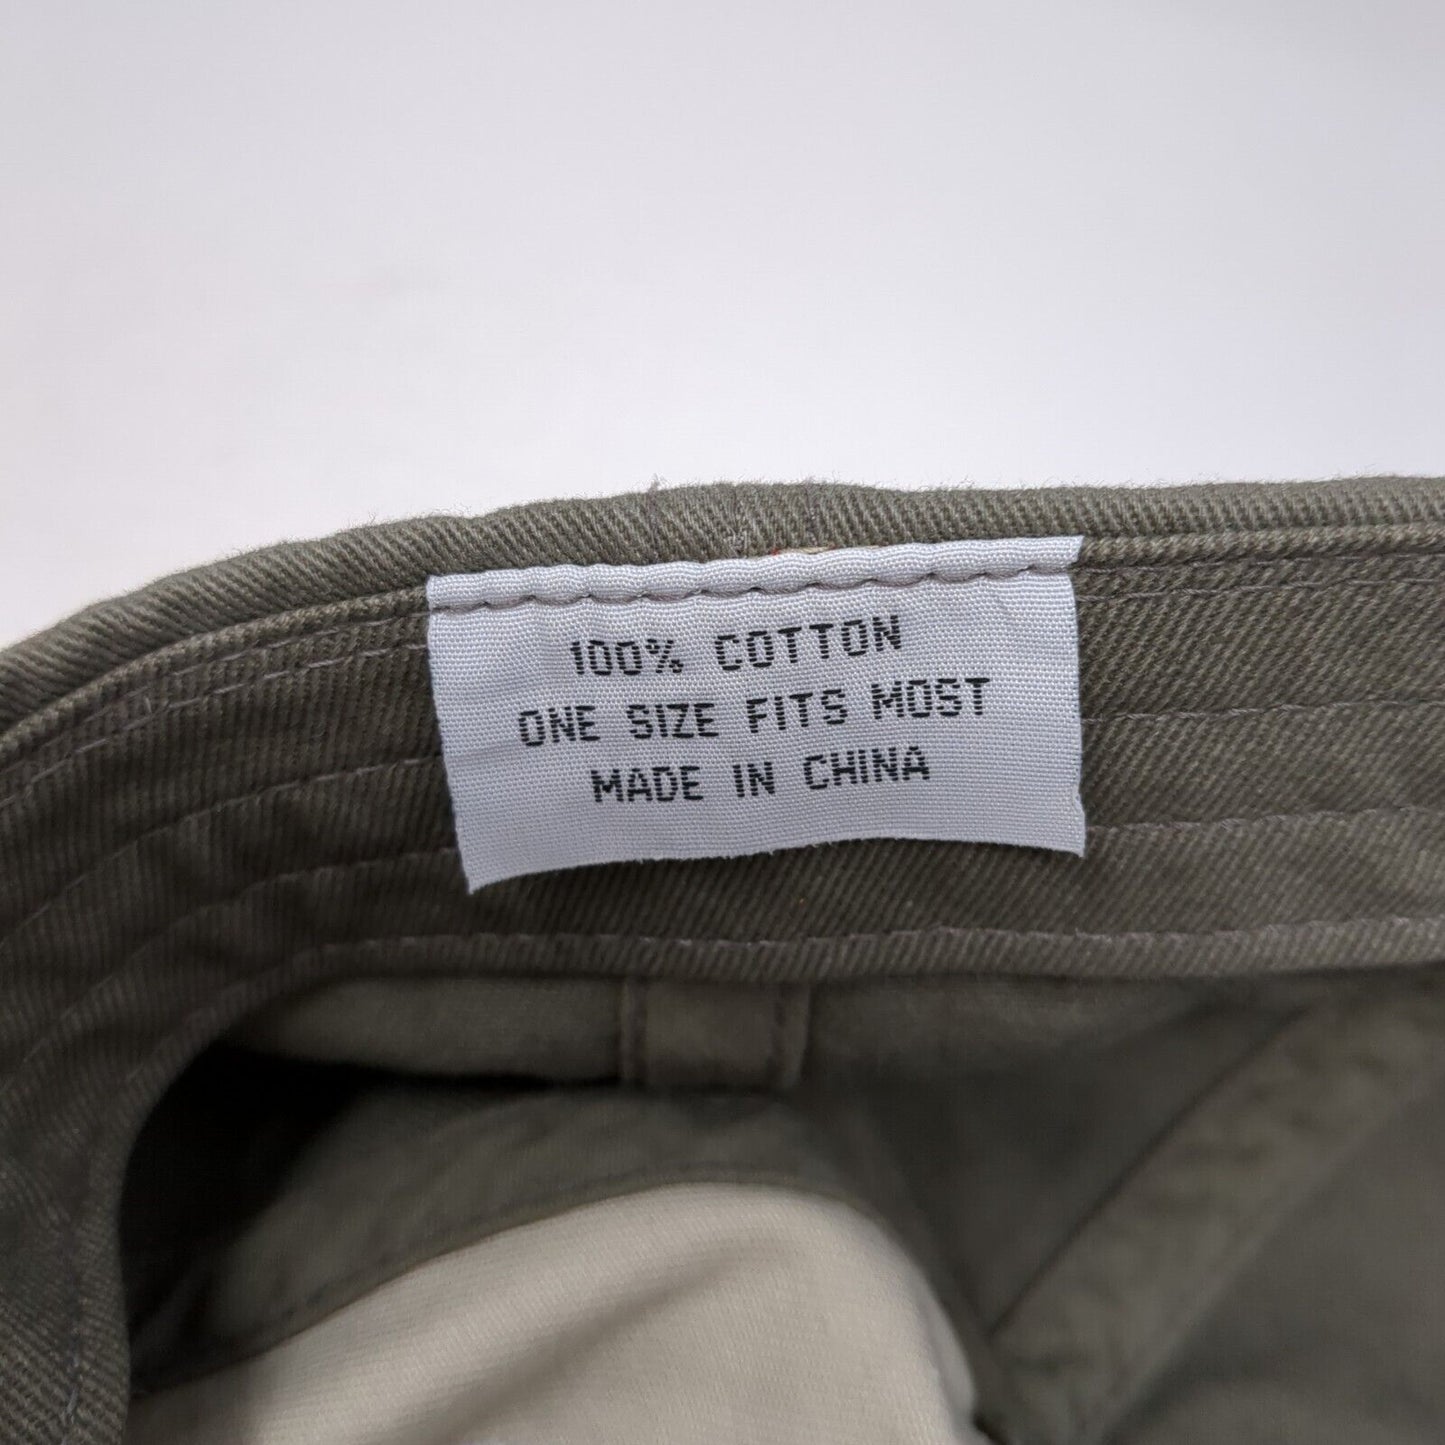 100% COTTON
ONE SIZE FITS MOST
MADE IN CHINA